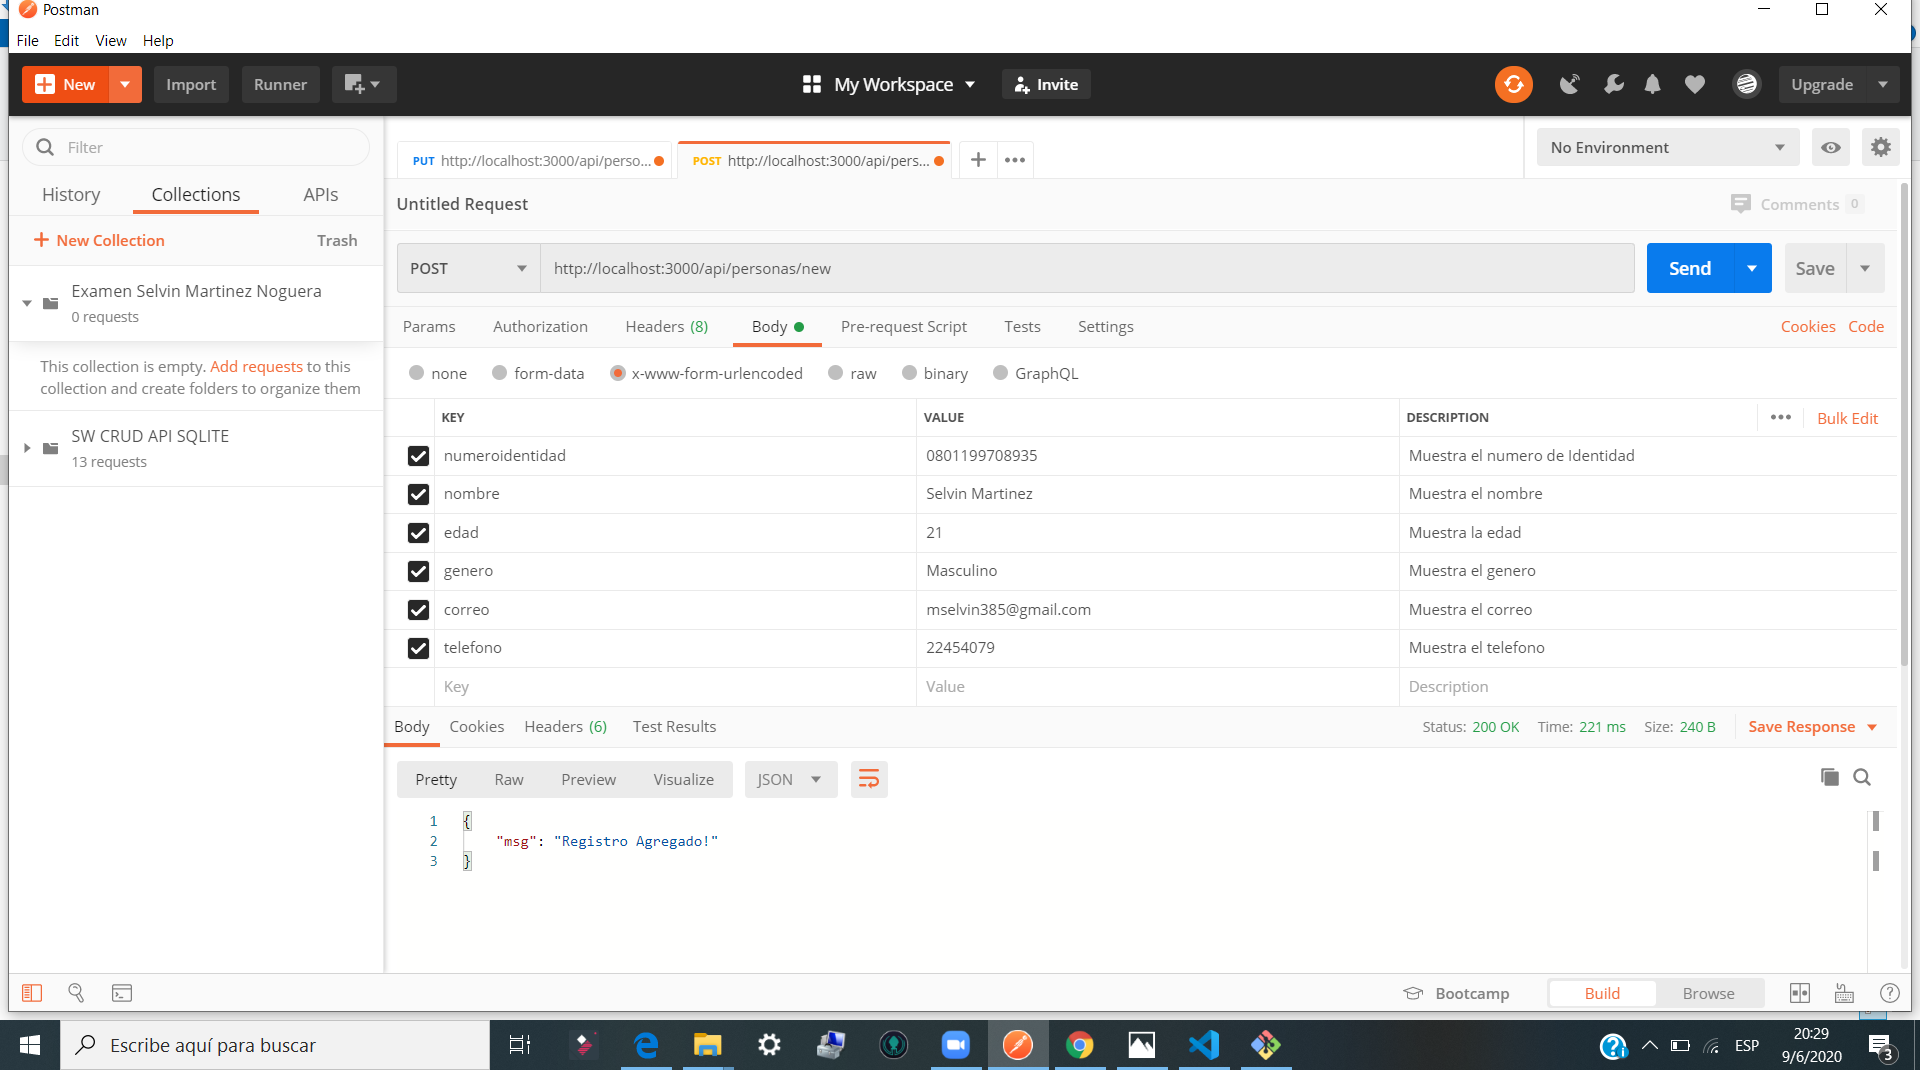 Postman
File Edit View Help
New Import Runner My Workspace Invite Upgrade
Filter
History Collections APIs
New Collection Trash
Examen Selvin Martinez Noguera
0 requests
This collection is empty. Add requests to this
collection and create folders to organize them
SW CRUD API SQLITE
13 requests
PUT http://localhost:3000/api/perso... POST http://localhost:3000/api/pers... No Environment
Untitled Request Comments 0
POST http://localhost:3000/api/personas/new Send Save
Params Authorization Headers (8) Body Pre-request Script Tests Settings Cookies Code
none form-data x-www-form-urlencoded raw binary GraphQL
KEY VALUE DESCRIPTION Bulk Edit
numeroidentidad 0801199708935 Muestra el numero de Identidad
nombre Selvin Martinez Muestra el nombre
edad 21 Muestra la edad
genero Masculino Muestra el genero
correo mselvin385@gmail.com Muestra el correo
telefono 22454079 Muestra el telefono
Key Value Description
Body Cookies Headers (6) Test Results Status: 200 OK Time: 221 ms Size: 240 B Save Response
Pretty Raw Preview Visualize JSON
1 {
2 "msg": "Registro Agregado!"
3 }
Bootcamp Build Browse
Escribe aquí para buscar ESP 20:29
9/6/2020 3